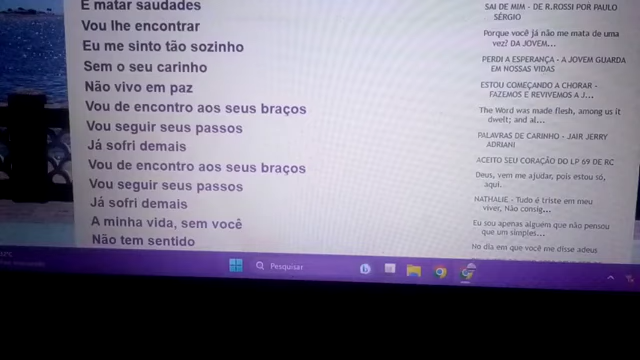 E matar saudades
Vou lhe encontrar
Eu me sinto tão sozinho
Sem o seu carinho
Não vivo em paz
Vou de encontro aos seus braços
Vou seguir seus passos
Já sofri demais
Vou de encontro aos seus braços
Vou seguir seus passos
Já sofri demais
A minha vida, sem você
Não tem sentido
SAI DE MIM - DE R.ROSSI POR PAULO
SÉRGIO
Porque você já não me mata de uma
vez? DA JOVEM...
PERDI A ESPERANÇA - A JOVEM GUARDA
EM NOSSAS VIDAS
ESTOU COMEÇANDO A CHORAR -
FAZEMOS E REVIVEMOS A J...
The Word was made flesh, among us it
dwelt; and al...
PALAVRAS DE CARINHO - JAIR JERRY
ADRIANI
ACEITO SEU CORAÇÃO DO LP 69 DE RC
Deus, vem me ajudar, pois estou só,
aqui.
NATHALIE - Tudo é triste em meu
viver, Não consig...
Eu sou apenas alguém que não pensou
que um simples...
No dia em que você me disse adeus
Pesquisar